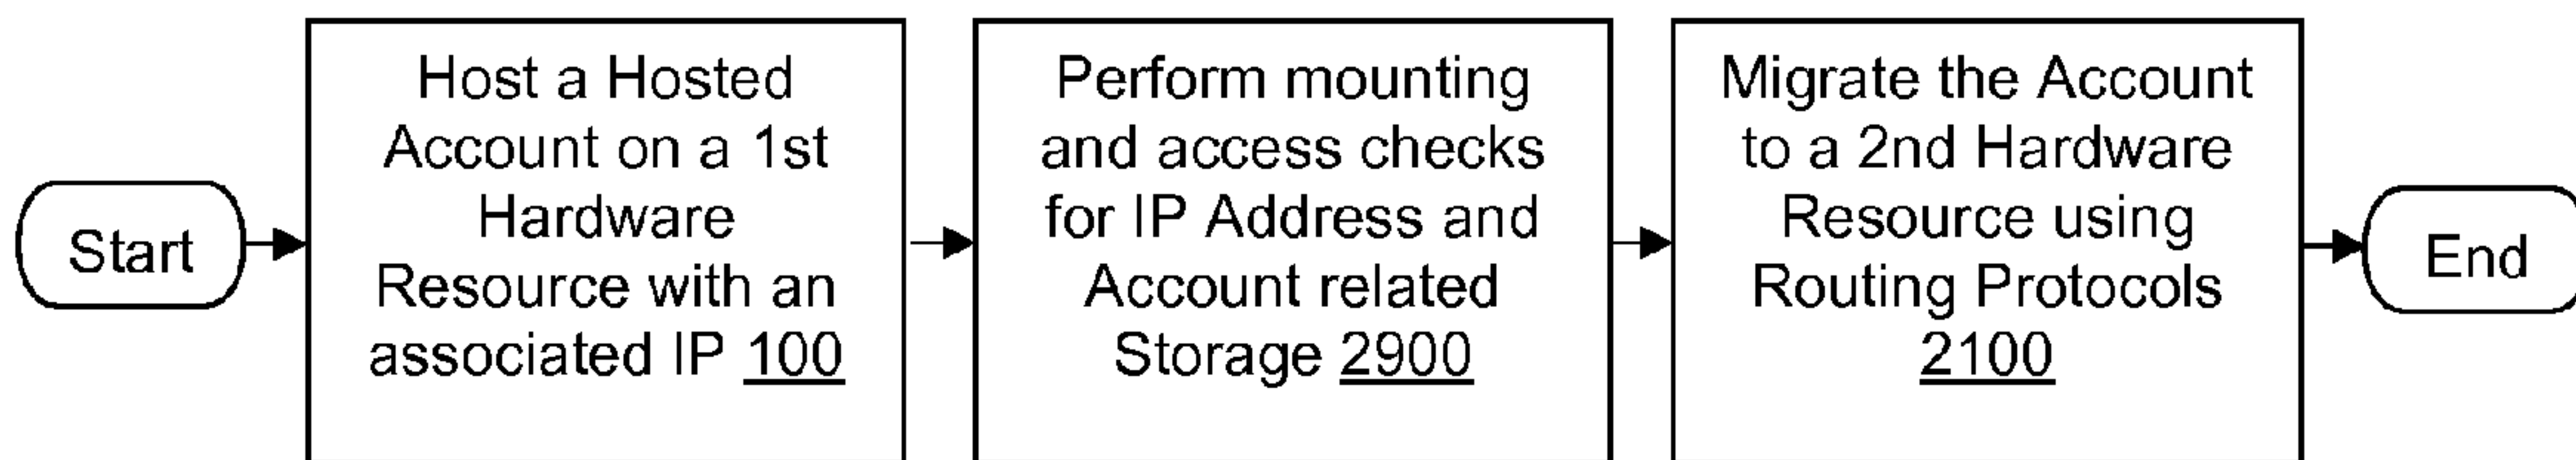 Start
Host a Hosted
Account on a 1st
Hardware
Resource with an
associated IP 100
Perform mounting
and access checks
for IP Address and
Account related
Storage 2900
Migrate the Account
to a 2nd Hardware
Resource using
Routing Protocols
2100
End